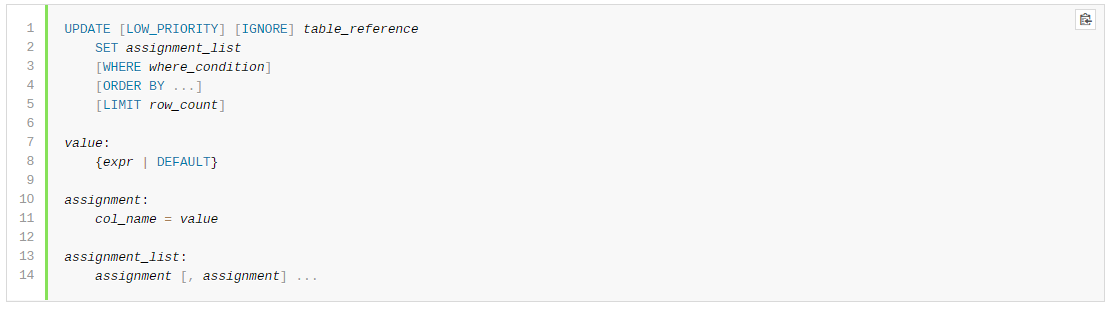 1 UPDATE [LOW_PRIORITY] [IGNORE] table_reference
2 SET assignment_list
3 [WHERE where_condition]
4 [ORDER BY ...]
5 [LIMIT row_count]
6
7 value:
8 {expr | DEFAULT}
9
10 assignment:
11 col_name = value
12
13 assignment_list:
14 assignment [, assignment] ...